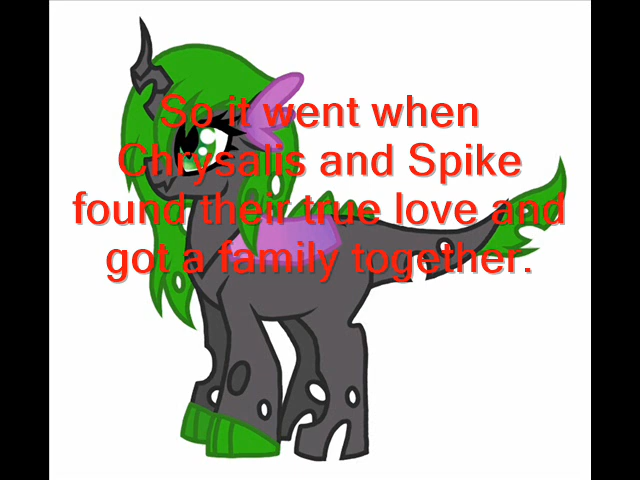 So it went when
Chrysalis and Spike
found their true love and
got a family together.